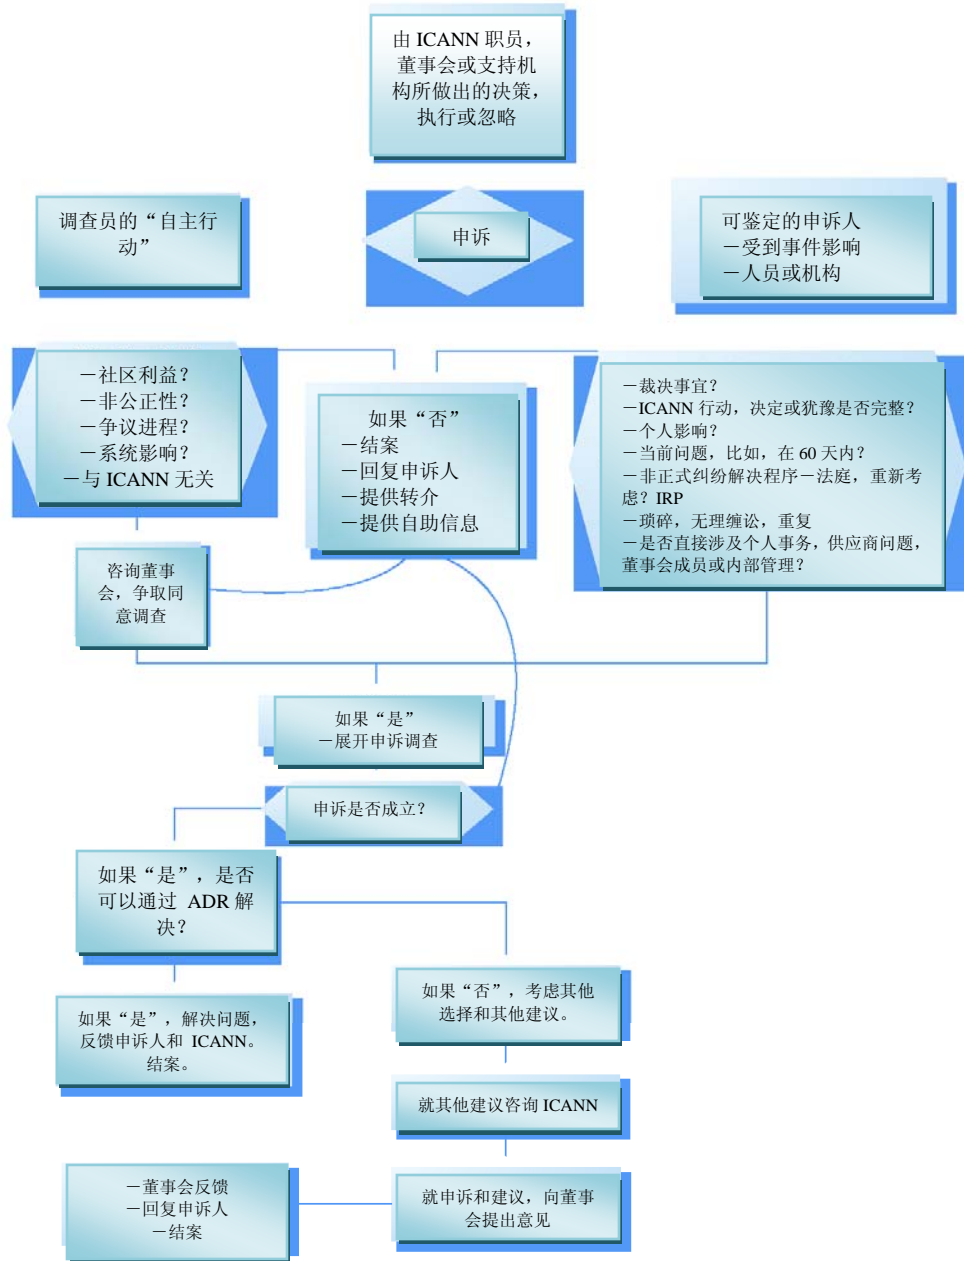 由 ICANN 职员，
董事会或支持机
构所做出的决策，
执行或忽略
调查员的“自主行
动”
申诉
可鉴定的申诉人
－受到事件影响
－人员或机构
－社区利益？
－非公正性？
－争议进程？
－系统影响？
－与 ICANN 无关
如果“否”
－结案
－回复申诉人
－提供转介
－提供自助信息
－裁决事宜？
－ICANN 行动，决定或犹豫是否完整？
－个人影响？
－当前问题，比如，在 60 天内？
－非正式纠纷解决程序－法庭，重新考
虑？IRP
－琐碎，无理缠讼，重复
－是否直接涉及个人事务，供应商问题，
董事会成员或内部管理？
咨询董事
会，争取同
意调查
如果“是”
－展开申诉调查
申诉是否成立？
如果“是”，是否
可以通过 ADR 解
决？
如果“是”，解决问题，
反馈申诉人和 ICANN。
结案。
如果“否”，考虑其他
选择和其他建议。
就其他建议咨询 ICANN
就申诉和建议，向董事
会提出意见
－董事会反馈
－回复申诉人
－结案